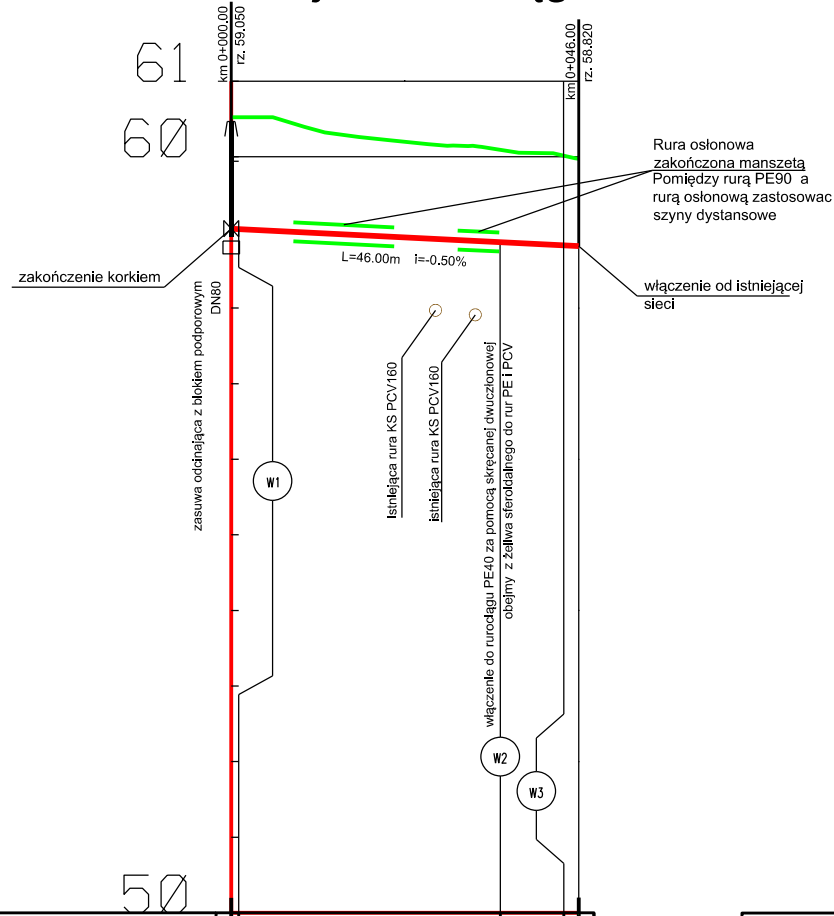 km 0+000.00
rz. 59.050
km 0+046.00
rz. 58.820
61
60
Rura osłonowa
zakończona manszetą
Pomiędzy rurą PE90 a
rurą osłonową zastosowac
szyny dystansowe
L=46.00m i=-0.50%
zakończenie korkiem
włączenie od istniejącej
sieci
zasuwa odcinająca z blokiem podporowym
DN80
Istniejąca rura KS PCV160
istniejąca rura KS PCV160
włączenie do rurociągu PE40 za pomocą skręcanej dwuczłonowej
obejmy z żeliwa sferoidalnego do rur PE i PCV
W1
W2
W3
50